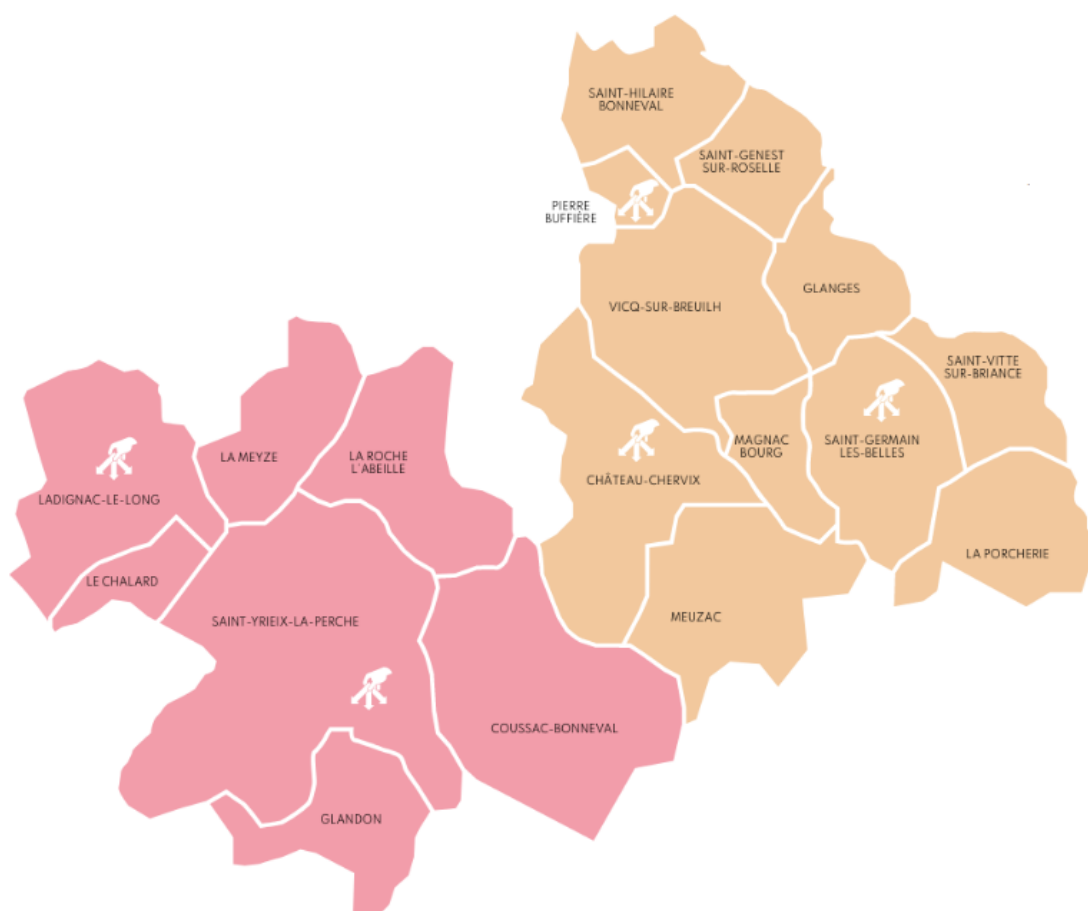 SAINT-HILAIRE
BONNEVAL
SAINT-GENEST
SUR-ROSELLE
PIERRE
BUFFIÈRE
GLANGES
VICQ-SUR-BREUILH
SAINT-VITTE
SUR-BRIANCE
MAGNAC
BOURG
SAINT-GERMAIN
LES-BELLES
CHÂTEAU-CHERVIX
LA PORCHERIE
MEUZAC
LA MEYZE
LA ROCHE
L'ABEILLE
LADIGNAC-LE-LONG
LE CHALARD
SAINT-YRIEIX-LA-PERCHE
COUSSAC-BONNEVAL
GLANDON